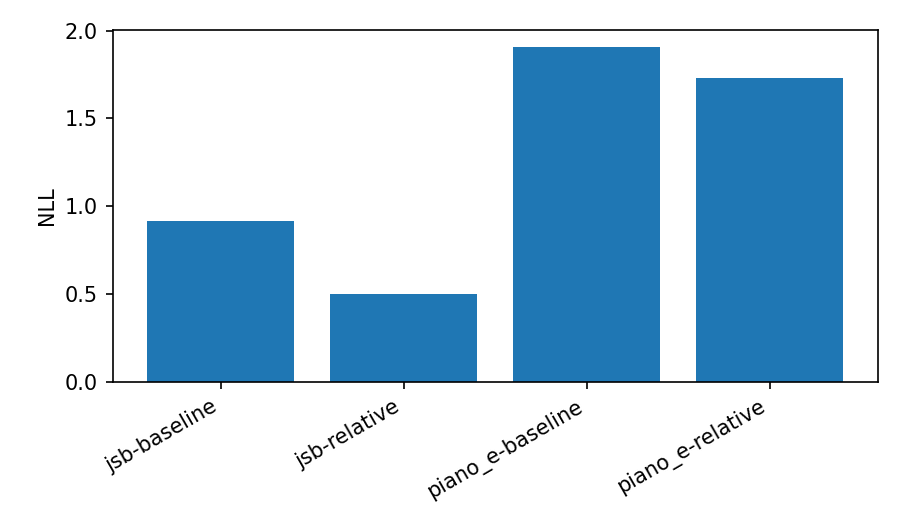 2.0
1.5
1.0
0.5
0.0
NLL
jsb-baseline
jsb-relative
piano_e-baseline
piano_e-relative